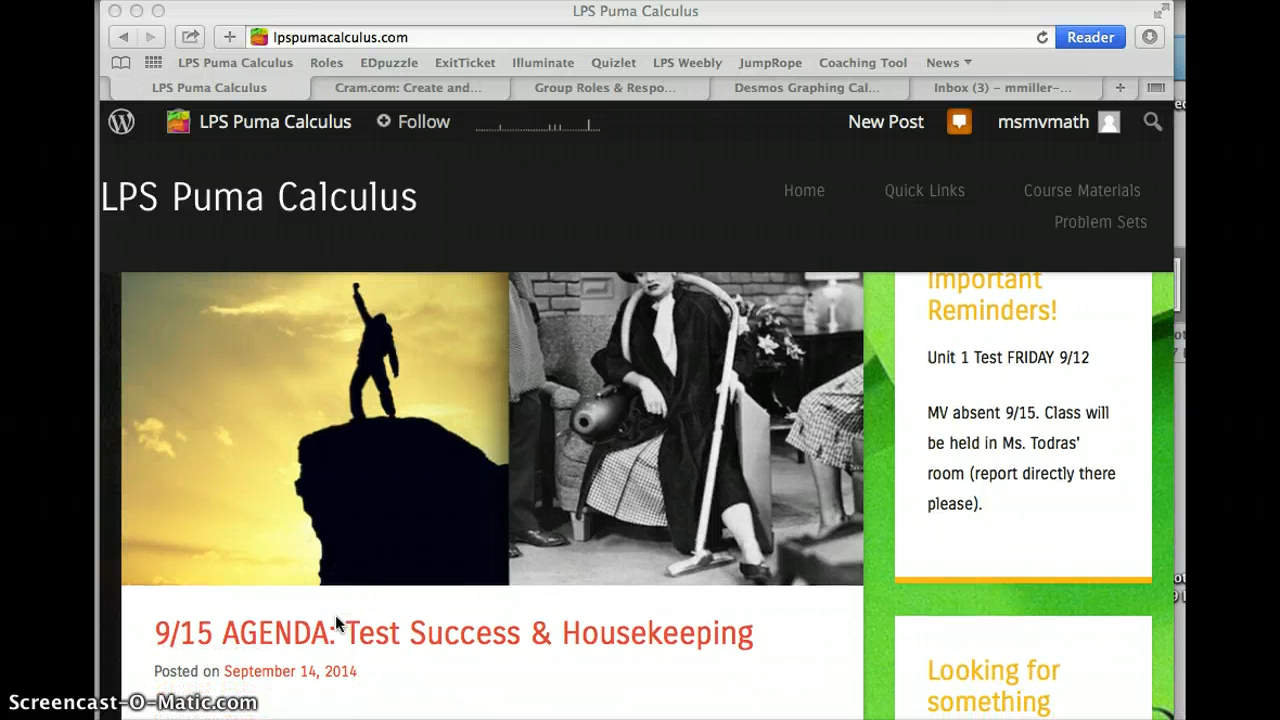 LPS Puma Calculus
lpspumacalculus.com
Reader
LPS Puma Calculus Roles EDpuzzle ExitTicket Illuminate Quizlet LPS Weebly JumpRope Coaching Tool News
LPS Puma Calculus Cram.com: Create and... Group Roles & Respo... Desmos Graphing Cal... Inbox (3) – mmiller-...
LPS Puma Calculus Follow New Post msmvmath
LPS Puma Calculus
Home Quick Links Course Materials
Problem Sets
Important
Reminders!
Unit 1 Test FRIDAY 9/12
MV absent 9/15. Class will
be held in Ms. Todras'
room (report directly there
please).
9/15 AGENDA: Test Success & Housekeeping
Posted on September 14, 2014
Looking for
something
Screencast-O-Matic.com